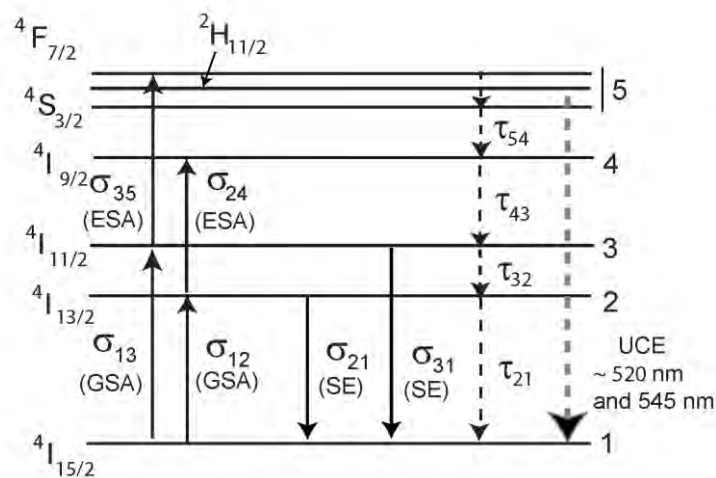 ⁴F₇/₂
²H₁₁/₂
⁴S₃/₂
5
τ₅₄
⁴I₉/₂
4
σ₃₅
(ESA)
σ₂₄
(ESA)
τ₄₃
⁴I₁₁/₂
3
τ₃₂
⁴I₁₃/₂
2
σ₁₃
(GSA)
σ₁₂
(GSA)
σ₂₁
(SE)
σ₃₁
(SE)
τ₂₁
UCE
~ 520 nm
and 545 nm
⁴I₁₅/₂
1